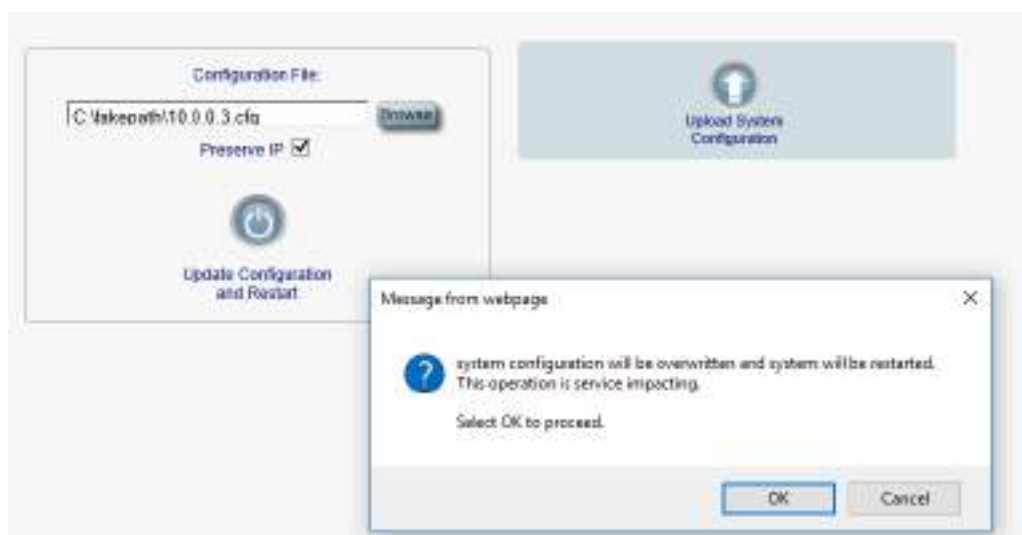 Configuration File:
C:\fakepath\10.0.0.3.cfg
Browse
Preserve IP
Update Configuration
and Restart
Upload System
Configuration
Message from webpage
system configuration will be overwritten and system will be restarted.
This operation is service impacting.
Select OK to proceed.
OK
Cancel